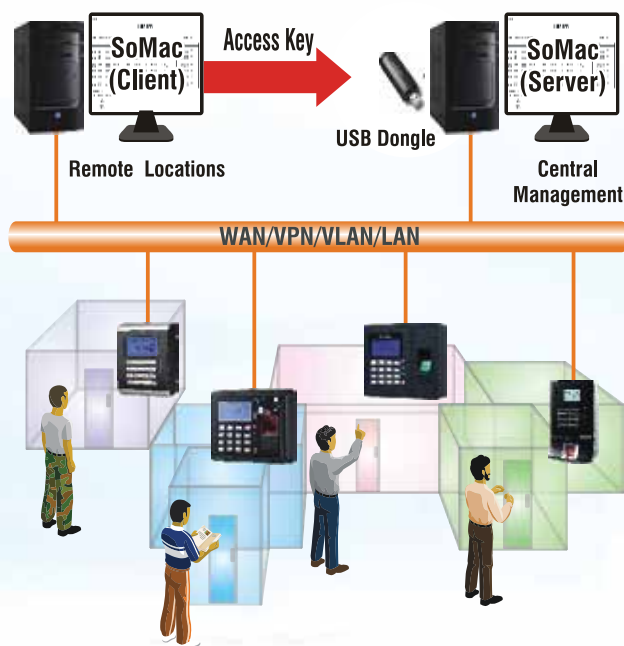 SoMac
(Client)
Access Key
SoMac
(Server)
USB Dongle
Remote Locations
Central
Management
WAN/VPN/VLAN/LAN